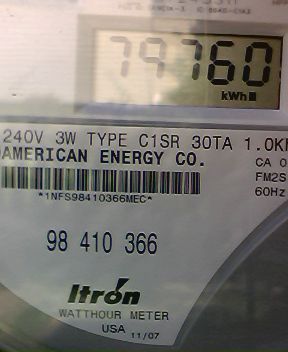 79760
kWh
240V 3W TYPE C1SR 30TA 1.0K
AMERICAN ENERGY CO. CA 0
FM2S
*1NFS98410366MEC* 60Hz
98 410 366
Itrón
WATTHOUR METER
USA 11/07